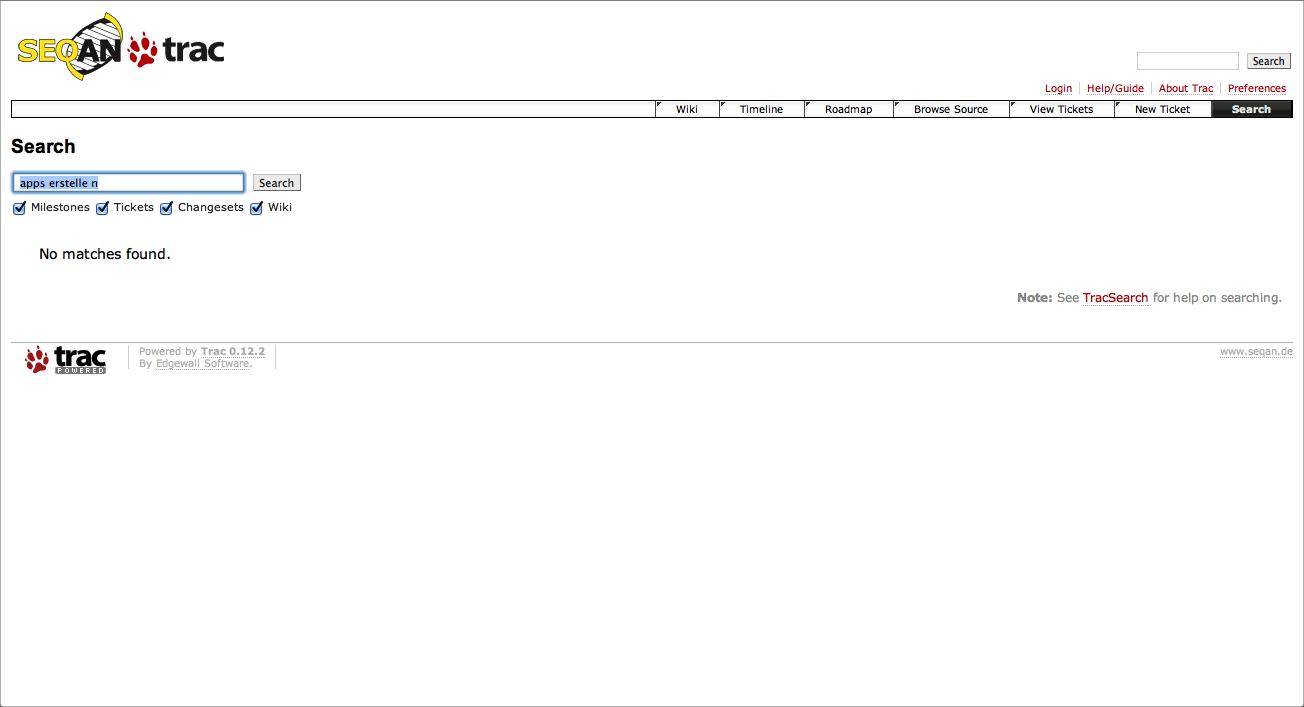 SEQAN trac
Search
Login Help/Guide About Trac Preferences
Wiki Timeline Roadmap Browse Source View Tickets New Ticket Search
Search
apps erstelle n Search
Milestones Tickets Changesets Wiki
No matches found.
Note: See TracSearch for help on searching.
trac
POWERED
Powered by Trac 0.12.2
By Edgewall Software.
www.seqan.de